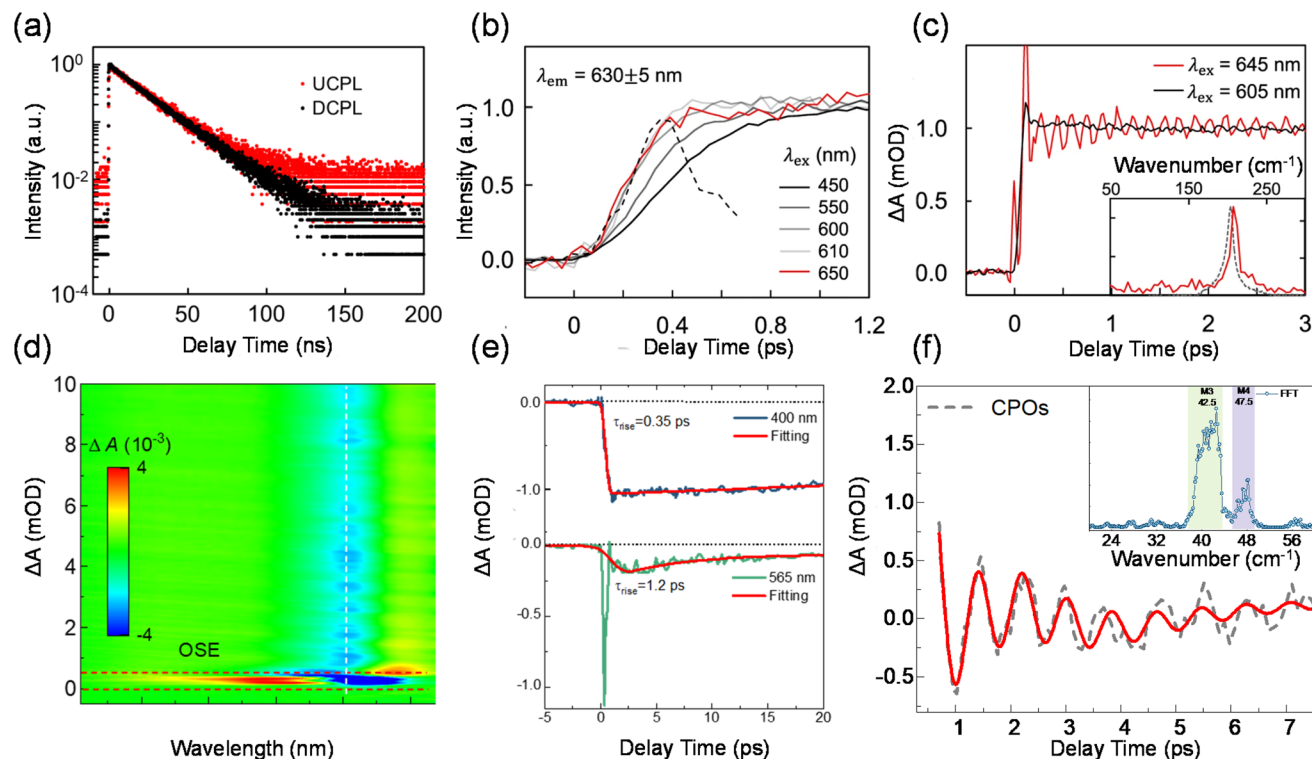 (a)
10⁰
10⁻²
10⁻⁴
Intensity (a.u.)
UCPL
DCPL
0 50 100 150 200
Delay Time (ns)
(b)
λem = 630±5 nm
1.0
0.5
0.0
Intensity (a.u.)
λex (nm)
450
550
600
610
650
0 0.4 0.8 1.2
Delay Time (ps)
(c)
λex = 645 nm
λex = 605 nm
1.0
0.5
0.0
ΔA (mOD)
Wavenumber (cm⁻¹)
50 150 250
0 1 2 3
Delay Time (ps)
(d)
10
8
6
4
2
0
ΔA (mOD)
Δ A (10⁻³)
4
-4
OSE
Wavelength (nm)
(e)
0.0
-1.0
0.0
-0.5
-1.0
τrise=0.35 ps
400 nm
Fitting
τrise=1.2 ps
565 nm
Fitting
ΔA (mOD)
-5 0 5 10 15 20
Delay Time (ps)
(f)
2.0
1.5
1.0
0.5
0.0
-0.5
ΔA (mOD)
CPOs
M3
42.5
M4
47.5
FFT
24 32 40 48 56
Wavenumber (cm⁻¹)
1 2 3 4 5 6 7
Delay Time (ps)